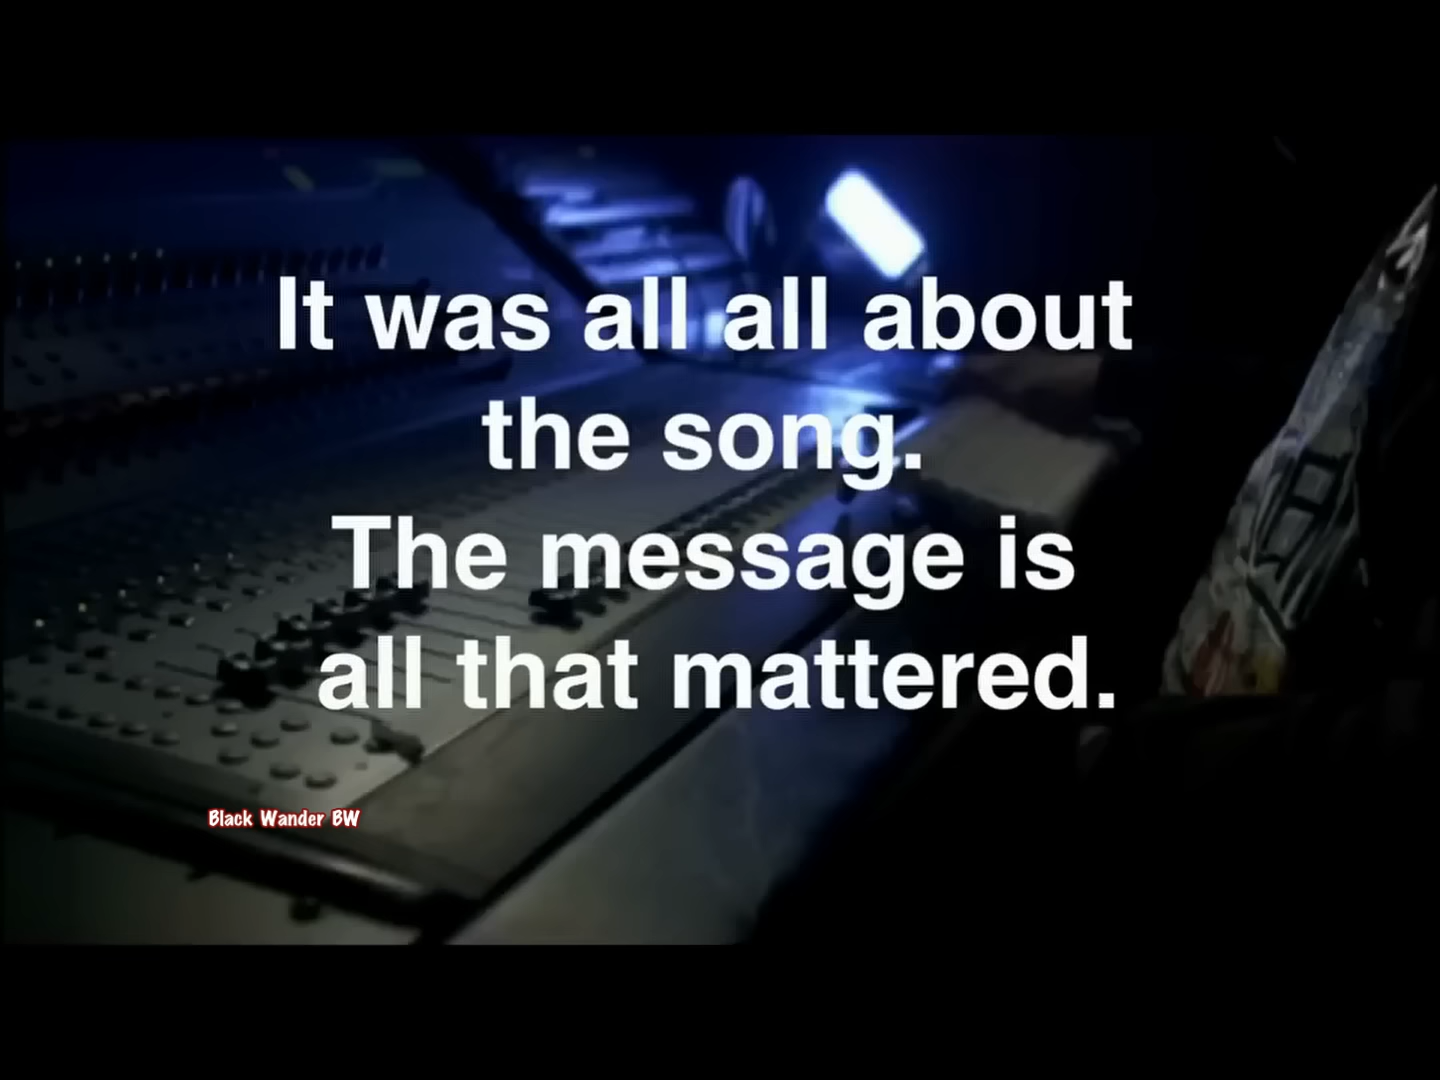 It was all all about
the song.
The message is
all that mattered.
Black Wander BW